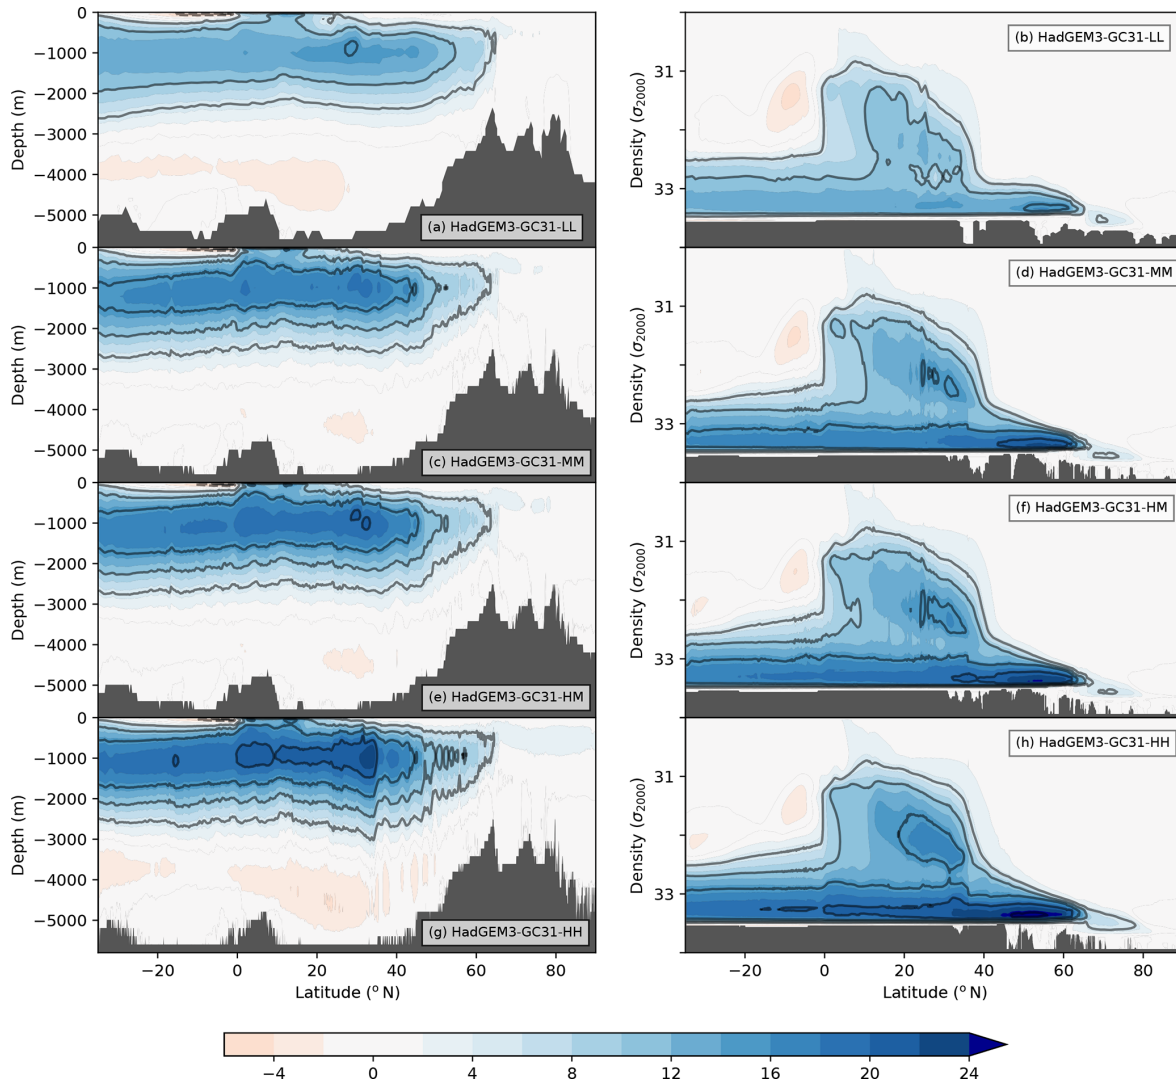 0
−1000
−2000
−3000
−4000
−5000
Depth (m)
(a) HadGEM3-GC31-LL
31
33
Density (σ2000)
(b) HadGEM3-GC31-LL
0
−1000
−2000
−3000
−4000
−5000
Depth (m)
(c) HadGEM3-GC31-MM
31
33
Density (σ2000)
(d) HadGEM3-GC31-MM
0
−1000
−2000
−3000
−4000
−5000
Depth (m)
(e) HadGEM3-GC31-HM
31
33
Density (σ2000)
(f) HadGEM3-GC31-HM
0
−1000
−2000
−3000
−4000
−5000
Depth (m)
(g) HadGEM3-GC31-HH
31
33
Density (σ2000)
(h) HadGEM3-GC31-HH
−20 0 20 40 60 80
Latitude (° N)
−20 0 20 40 60 80
Latitude (° N)
−4 0 4 8 12 16 20 24